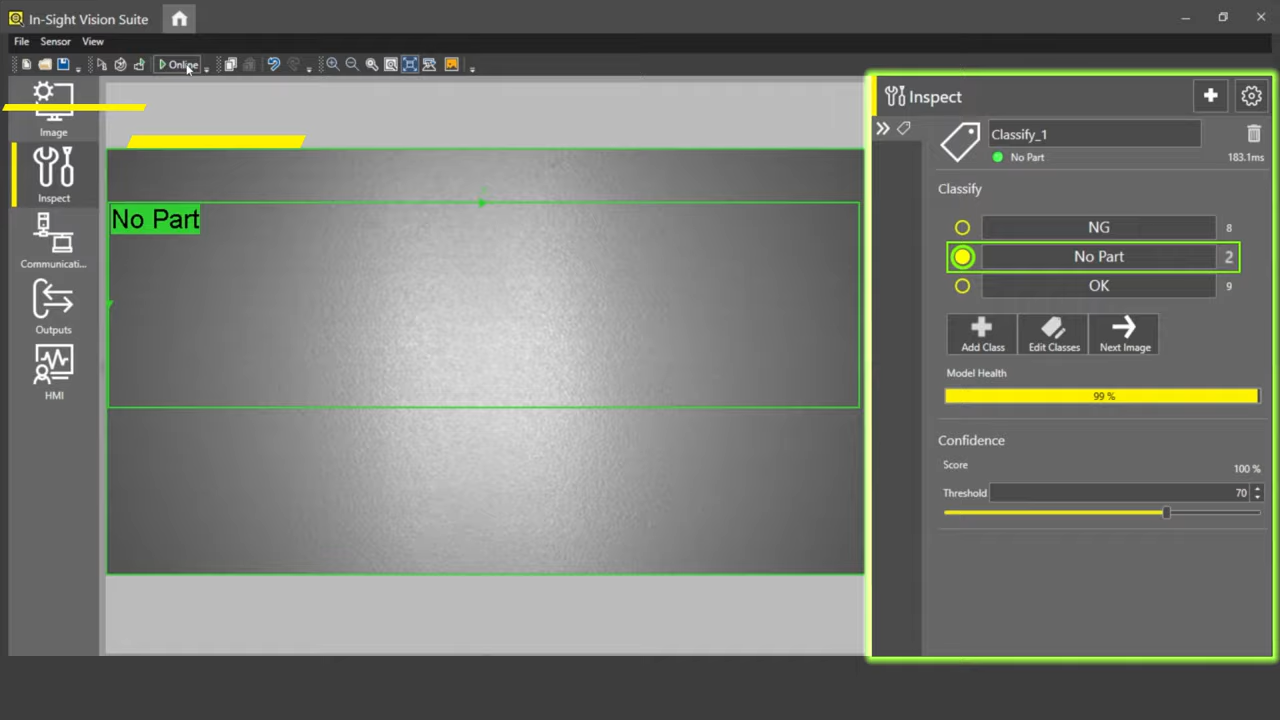 In-Sight Vision Suite
File Sensor View
Online
Image
Inspect
Communicati...
Outputs
HMI
No Part
Inspect
Classify_1
No Part 183.1ms
Classify
NG 8
No Part 2
OK 9
Add Class Edit Classes Next Image
Model Health
99 %
Confidence
Score 100 %
Threshold 70